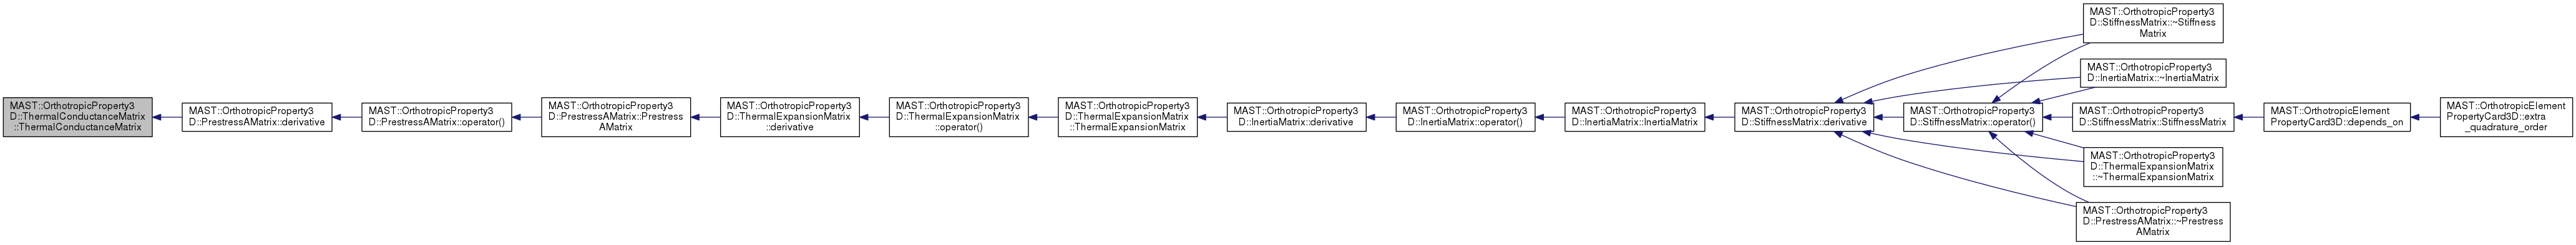 MAST::OrthotropicProperty3
D::ThermalConductanceMatrix
::ThermalConductanceMatrix
MAST::OrthotropicProperty3
D::PrestressAMatrix::derivative
MAST::OrthotropicProperty3
D::PrestressAMatrix::operator()
MAST::OrthotropicProperty3
D::PrestressAMatrix::Prestress
AMatrix
MAST::OrthotropicProperty3
D::ThermalExpansionMatrix
::derivative
MAST::OrthotropicProperty3
D::ThermalExpansionMatrix
::operator()
MAST::OrthotropicProperty3
D::ThermalExpansionMatrix
::ThermalExpansionMatrix
MAST::OrthotropicProperty3
D::InertiaMatrix::derivative
MAST::OrthotropicProperty3
D::InertiaMatrix::operator()
MAST::OrthotropicProperty3
D::InertiaMatrix::InertiaMatrix
MAST::OrthotropicProperty3
D::StiffnessMatrix::derivative
MAST::OrthotropicProperty3
D::StiffnessMatrix::operator()
MAST::OrthotropicProperty3
D::StiffnessMatrix::~Stiffness
Matrix
MAST::OrthotropicProperty3
D::InertiaMatrix::~InertiaMatrix
MAST::OrthotropicProperty3
D::StiffnessMatrix::StiffnessMatrix
MAST::OrthotropicProperty3
D::ThermalExpansionMatrix
::~ThermalExpansionMatrix
MAST::OrthotropicProperty3
D::PrestressAMatrix::~Prestress
AMatrix
MAST::OrthotropicElement
PropertyCard3D::depends_on
MAST::OrthotropicElement
PropertyCard3D::extra
_quadrature_order